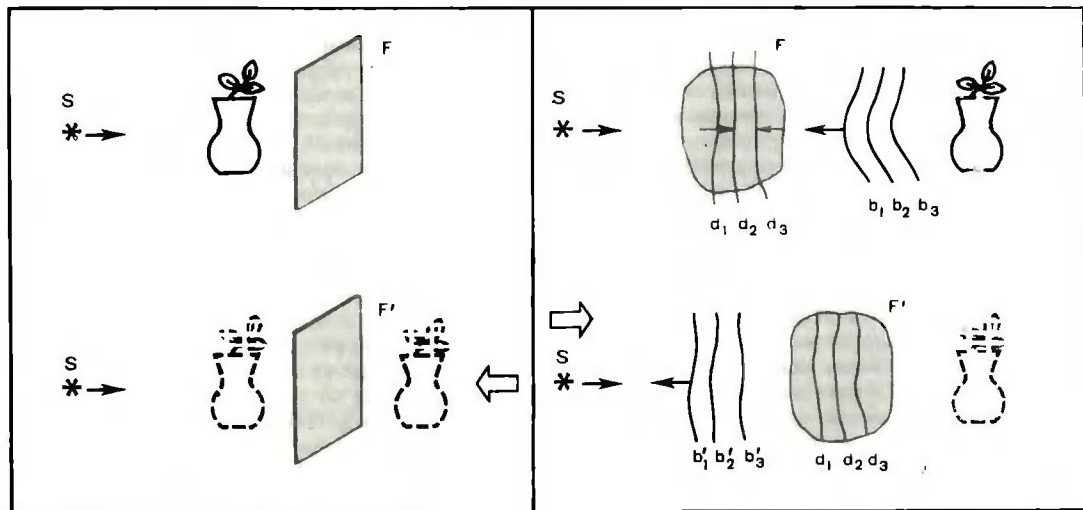 F
S
F'
S
F
S
b₁ b₂ b₃
d₁ d₂ d₃
F'
S
b'₁ b'₂ b'₃
d₁ d₂ d₃